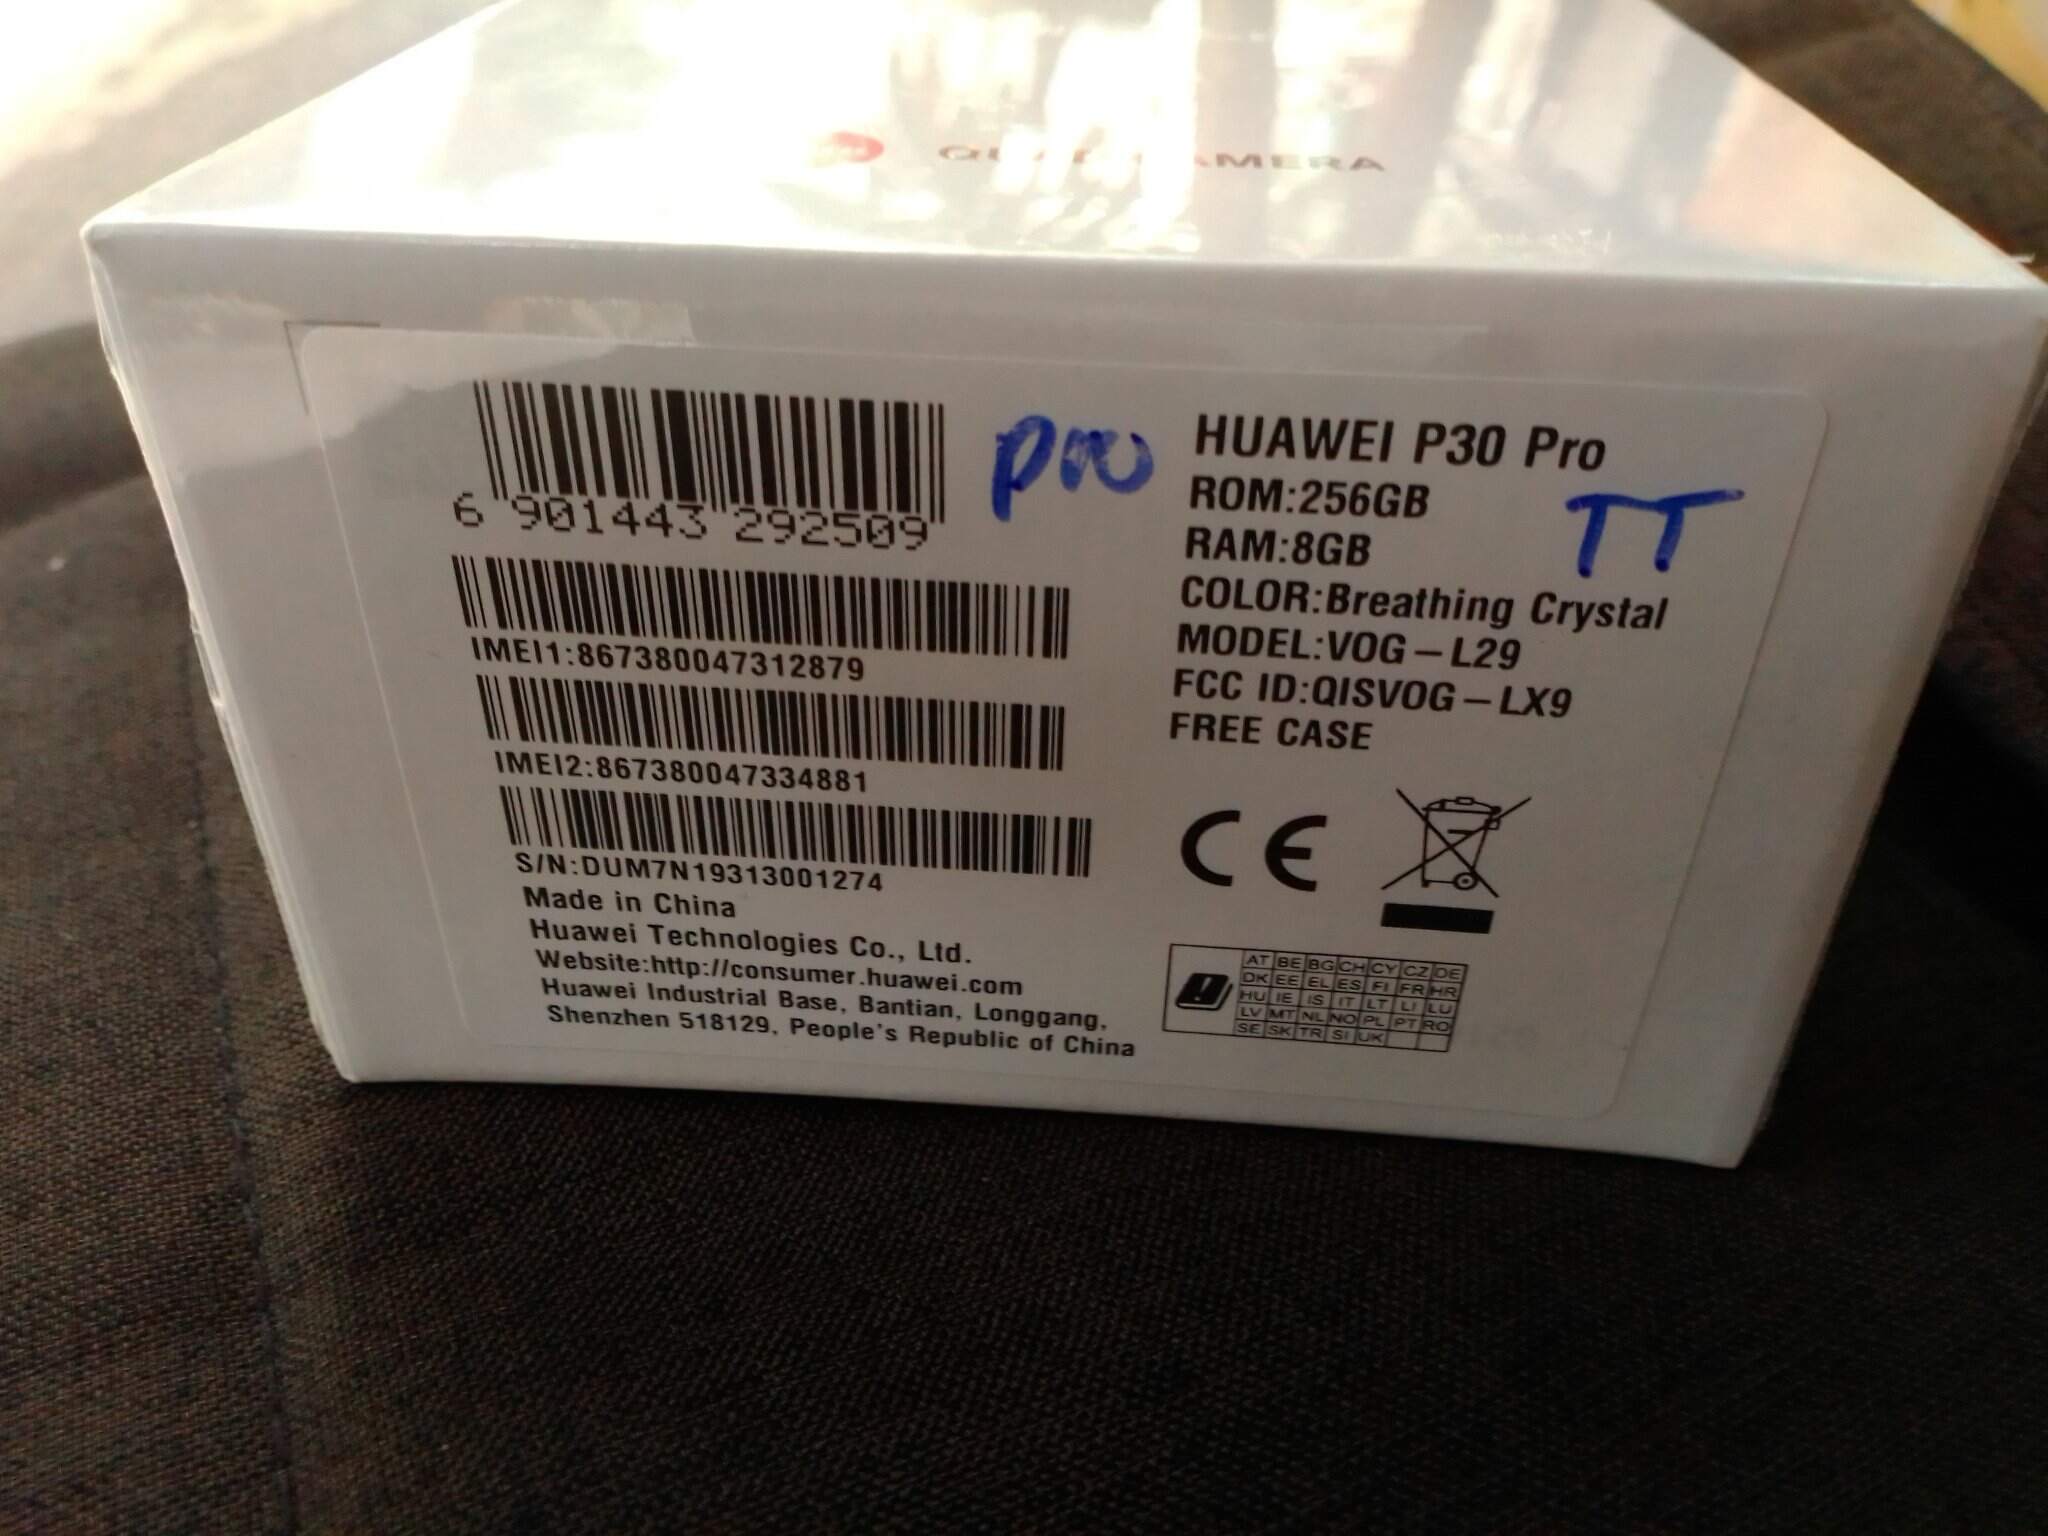 QUAD CAMERA
6 901443 292509
IMEI1:867380047312879
IMEI2:867380047334881
S/N:DUM7N19313001274
Made in China
Huawei Technologies Co., Ltd.
Website:http://consumer.huawei.com
Huawei Industrial Base, Bantian, Longgang,
Shenzhen 518129, People's Republic of China
pro
HUAWEI P30 Pro
ROM:256GB
TT
RAM:8GB
COLOR:Breathing Crystal
MODEL:VOG-L29
FCC ID:QISVOG-LX9
FREE CASE
CE
AT BE BG CH CY CZ DE
DK EE EL ES FI FR HR
HU IE IS IT LT LI LU
LV MT NL NO PL PT RO
SE SK TR SI UK